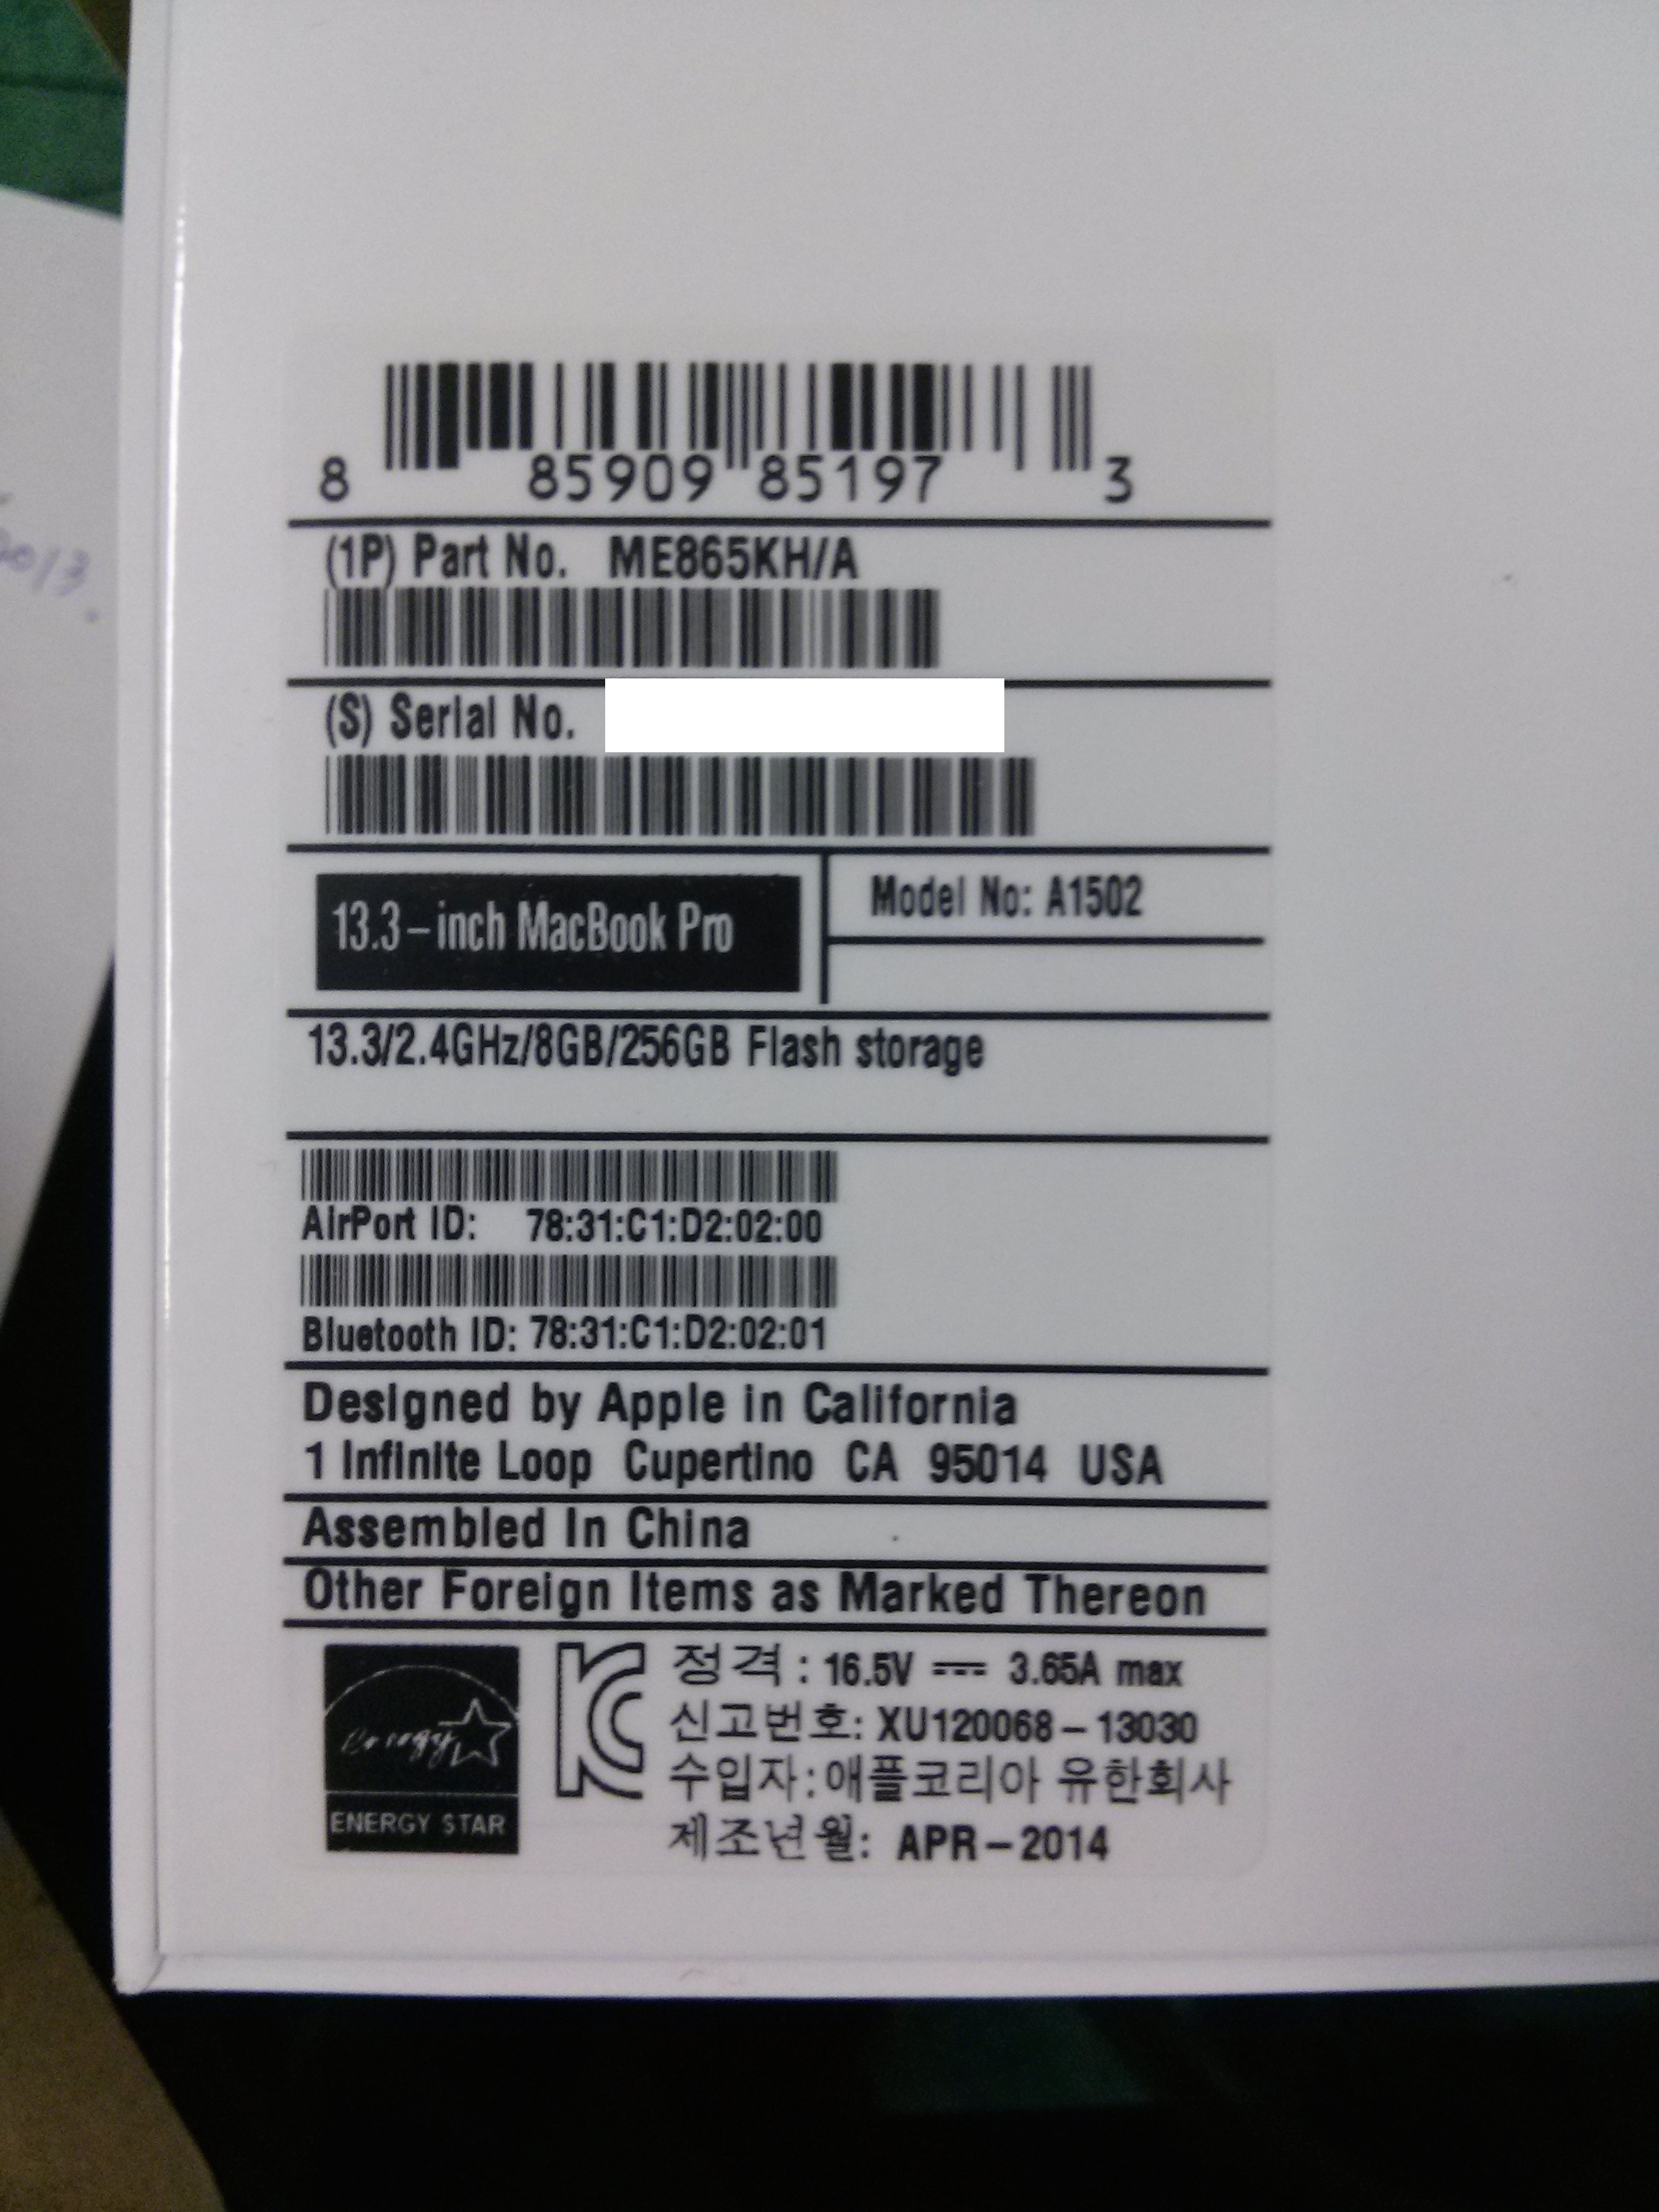 8 85909 85197 3
(1P) Part No. ME865KH/A
(S) Serial No.
13.3-inch MacBook Pro
Model No: A1502
13.3/2.4GHz/8GB/256GB Flash storage
AirPort ID: 78:31:C1:D2:02:00
Bluetooth ID: 78:31:C1:D2:02:01
Designed by Apple in California
1 Infinite Loop Cupertino CA 95014 USA
Assembled In China
Other Foreign Items as Marked Thereon
energy
ENERGY STAR
KC
정격: 16.5V ⎓ 3.65A max
신고번호: XU120068-13030
수입자: 애플코리아 유한회사
제조년월: APR-2014
2013.